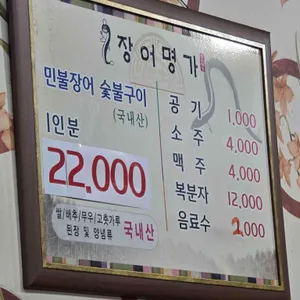 장어명가
민불장어 숯불구이
(국내산)
1인분
22,000
쌀/배추/무우/고춧가루
된장 및 양념류 국내산
공기 1,000
소주 4,000
맥주 4,000
복분자 12,000
음료수 2,000